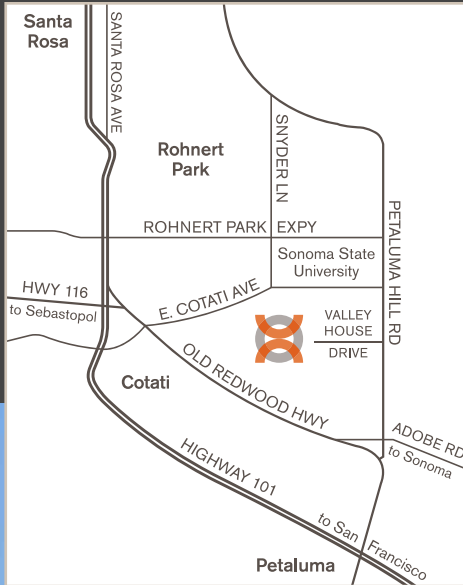 Santa
Rosa
SANTA ROSA AVE
Rohnert
Park
SNYDER LN
ROHNERT PARK EXPY
PETALUMA HILL RD
Sonoma State
University
HWY 116
to Sebastopol
E. COTATI AVE
VALLEY
HOUSE
DRIVE
Cotati
OLD REDWOOD HWY
ADOBE RD
to Sonoma
HIGHWAY 101
to San Francisco
Petaluma